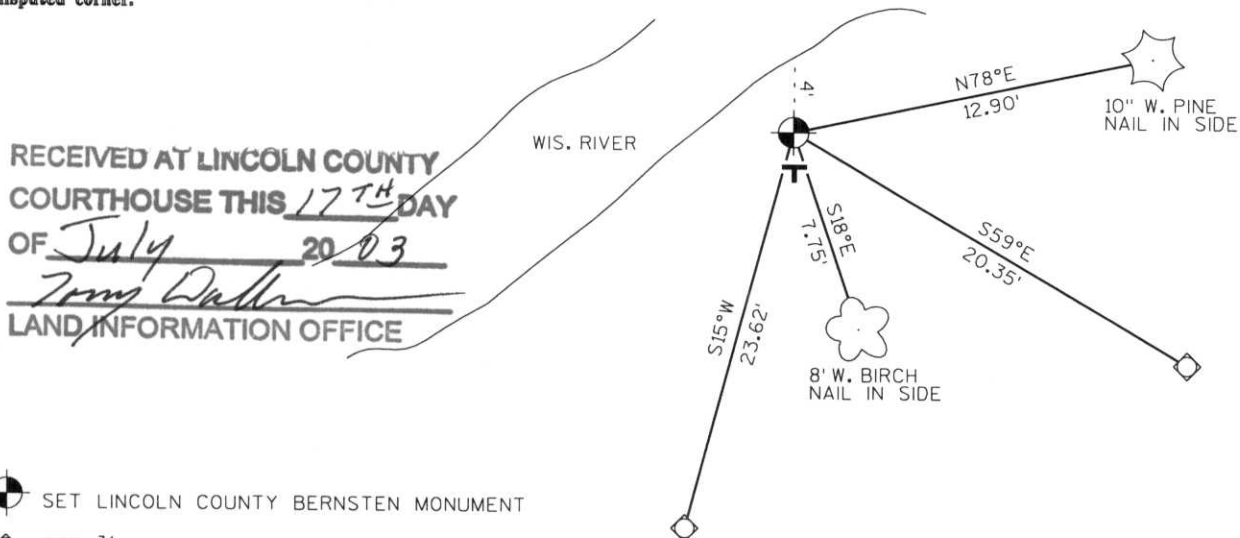 disputed corner.
WIS. RIVER
4'
N78°E
12.90'
10" W. PINE
NAIL IN SIDE
RECEIVED AT LINCOLN COUNTY
COURTHOUSE THIS 17TH DAY
OF July 20 03
LAND INFORMATION OFFICE
S59°E
20.35'
S18°E
7.75'
S15°W
23.62'
8' W. BIRCH
NAIL IN SIDE
T
SET LINCOLN COUNTY BERNSTEN MONUMENT